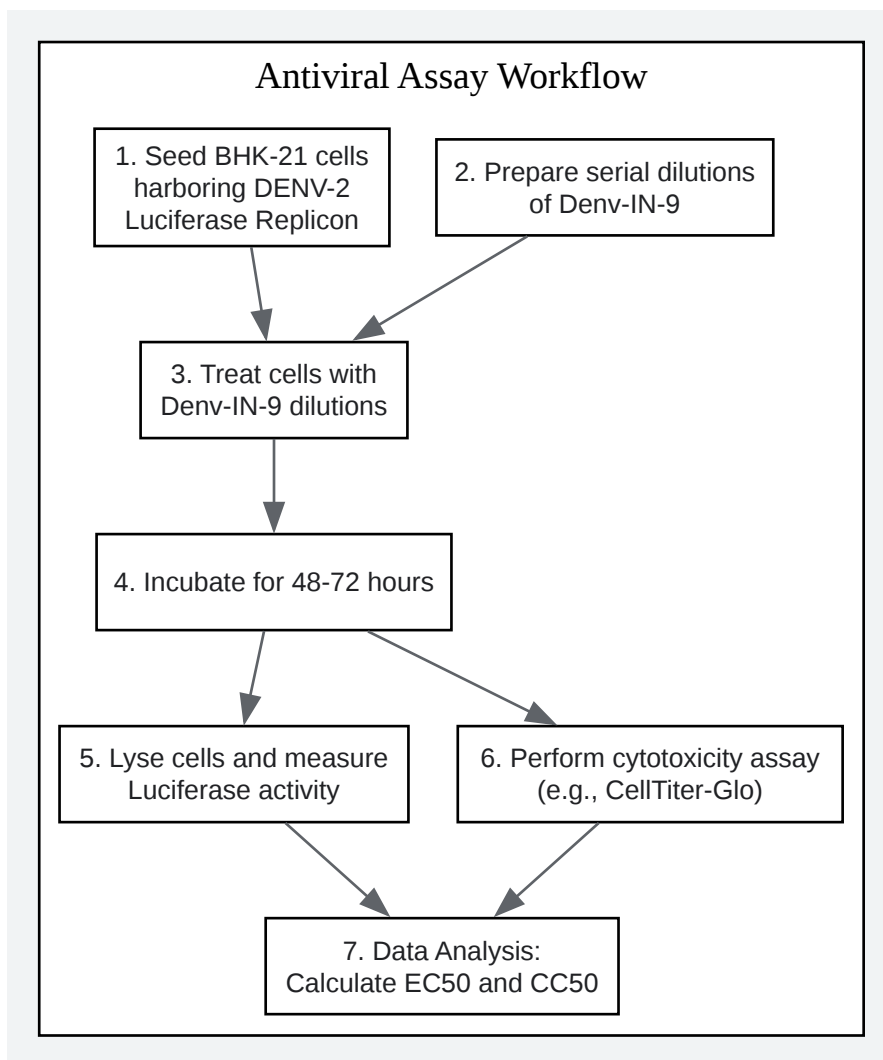 Antiviral Assay Workflow
1. Seed BHK-21 cells
harboring DENV-2
Luciferase Replicon
2. Prepare serial dilutions
of Denv-IN-9
3. Treat cells with
Denv-IN-9 dilutions
4. Incubate for 48-72 hours
5. Lyse cells and measure
Luciferase activity
6. Perform cytotoxicity assay
(e.g., CellTiter-Glo)
7. Data Analysis:
Calculate EC50 and CC50